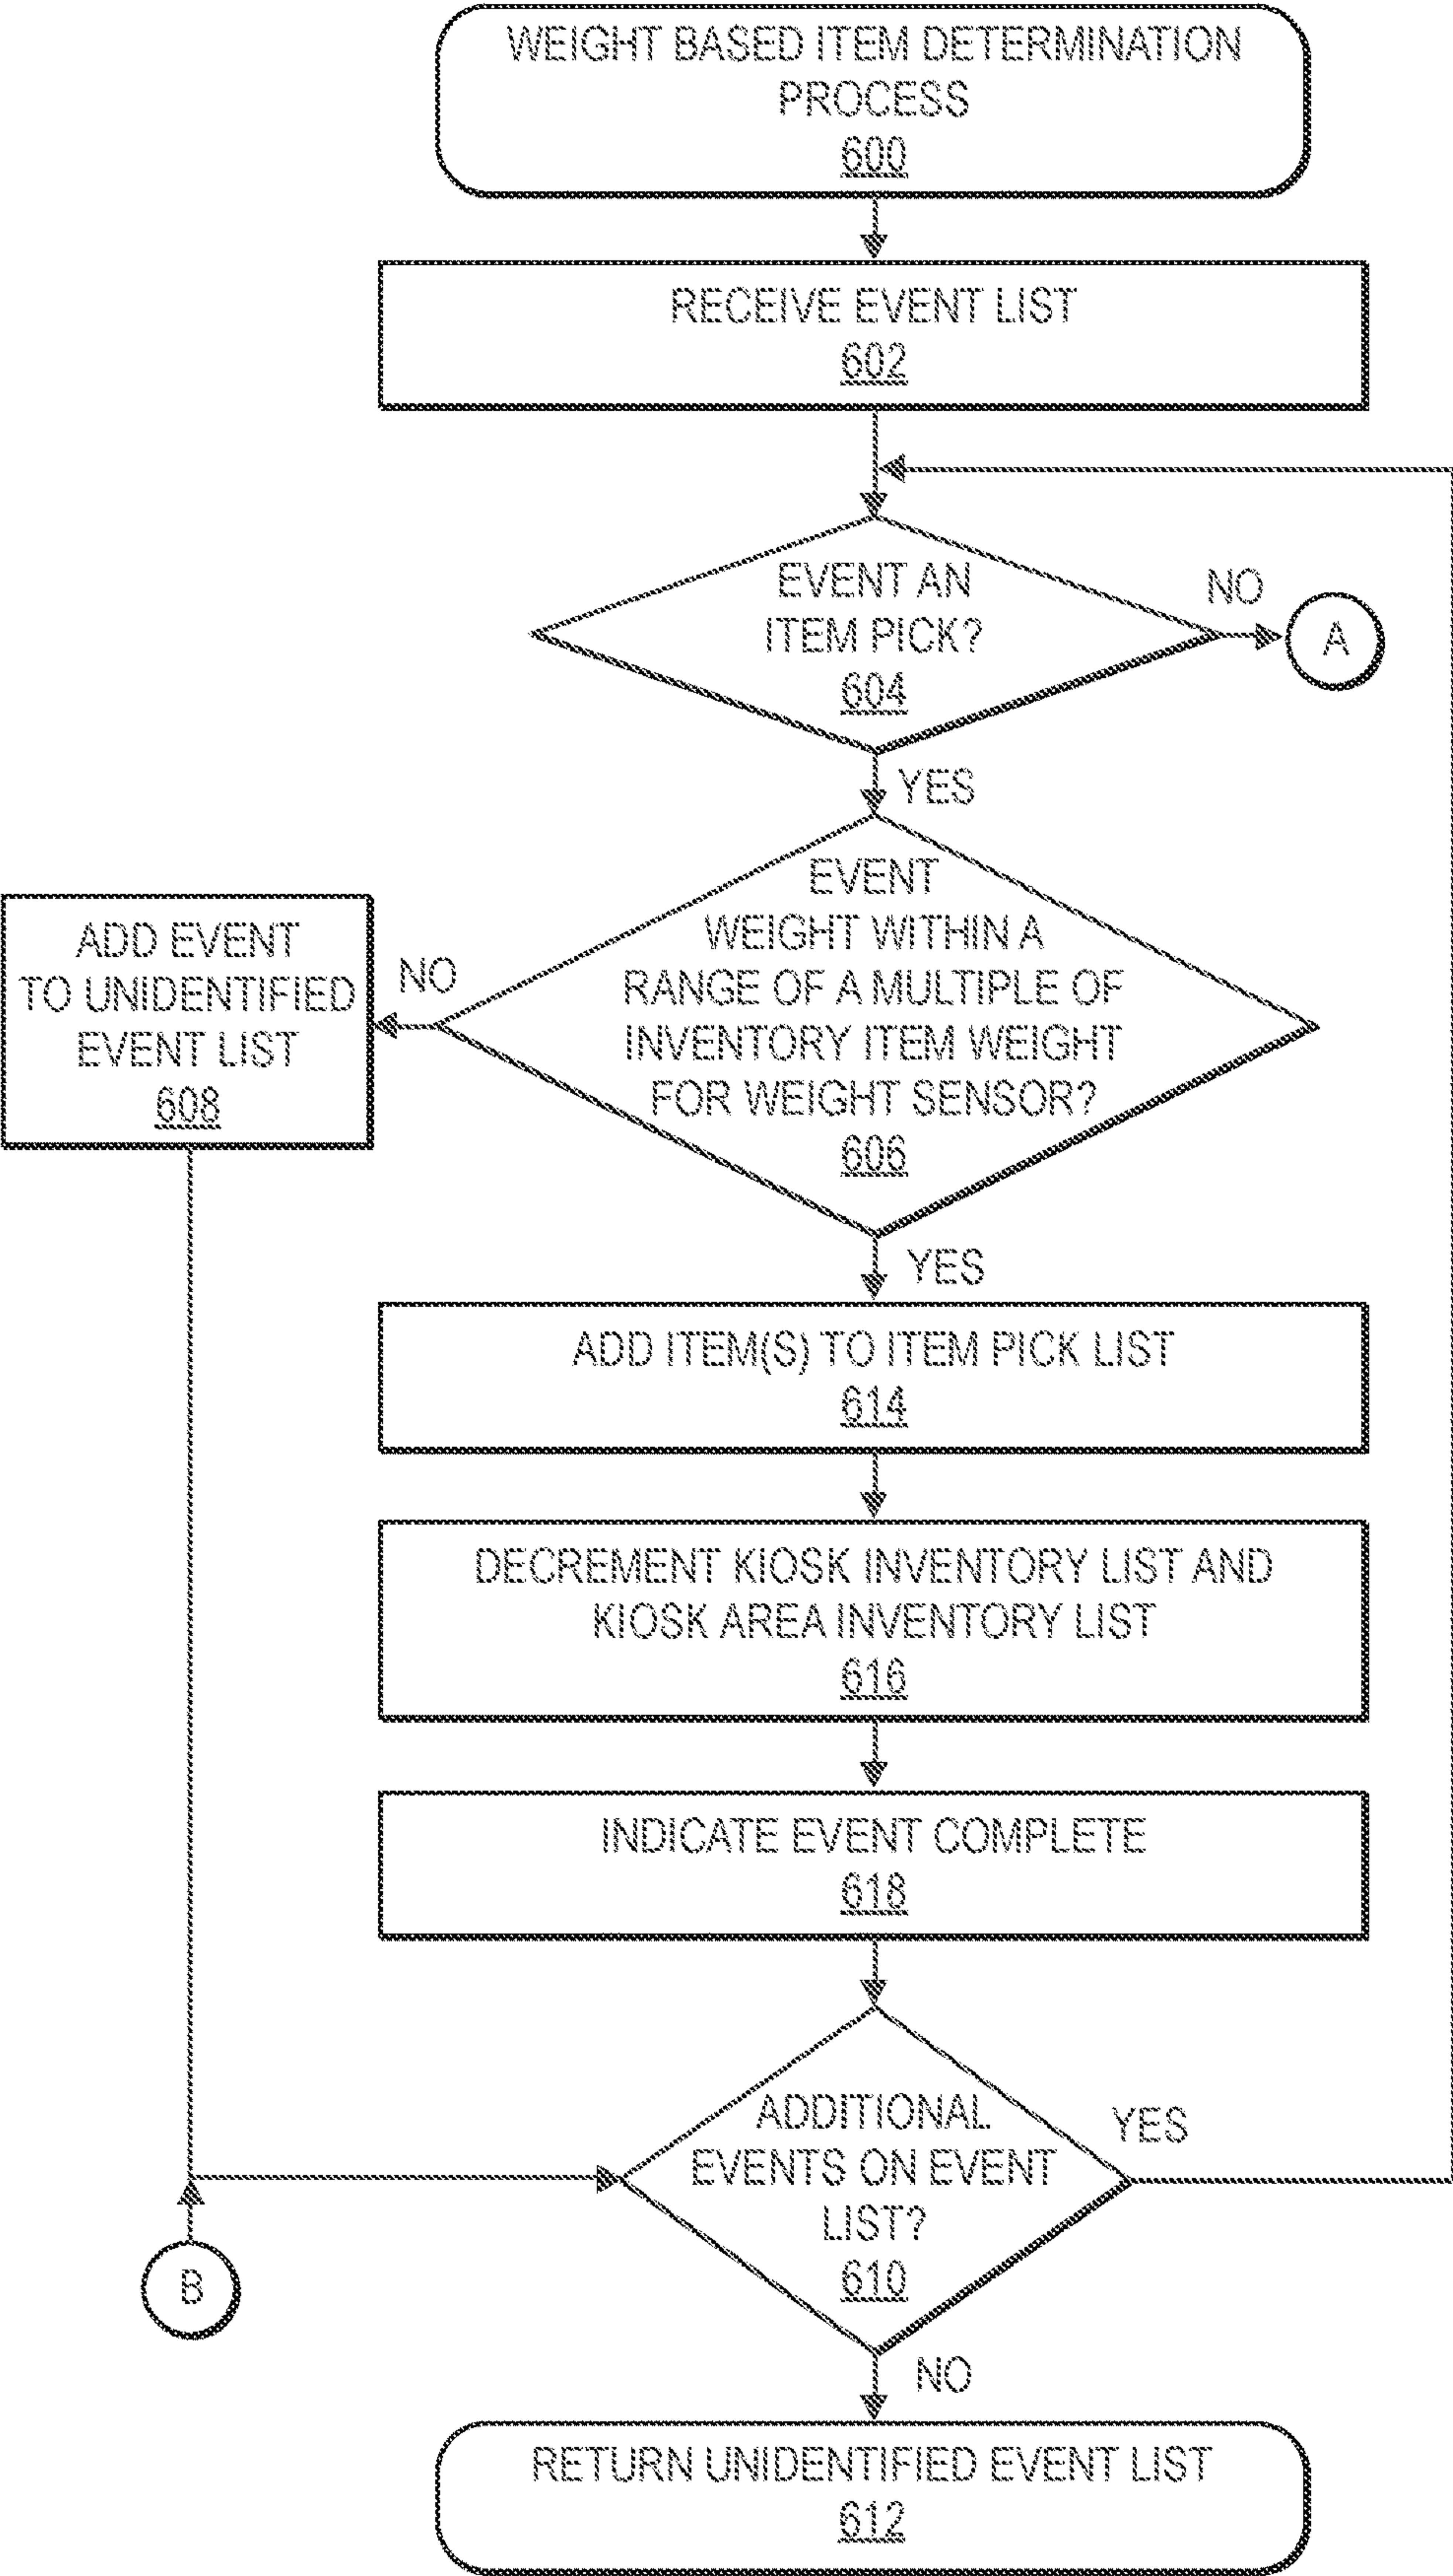 WEIGHT BASED ITEM DETERMINATION
PROCESS
600
RECEIVE EVENT LIST
602
EVENT AN
ITEM PICK?
604
NO
A
YES
EVENT
WEIGHT WITHIN A
RANGE OF A MULTIPLE OF
INVENTORY ITEM WEIGHT
FOR WEIGHT SENSOR?
606
NO
ADD EVENT
TO UNIDENTIFIED
EVENT LIST
608
YES
ADD ITEM(S) TO ITEM PICK LIST
614
DECREMENT KIOSK INVENTORY LIST AND
KIOSK AREA INVENTORY LIST
616
INDICATE EVENT COMPLETE
618
ADDITIONAL
EVENTS ON EVENT
LIST?
610
YES
B
NO
RETURN UNIDENTIFIED EVENT LIST
612